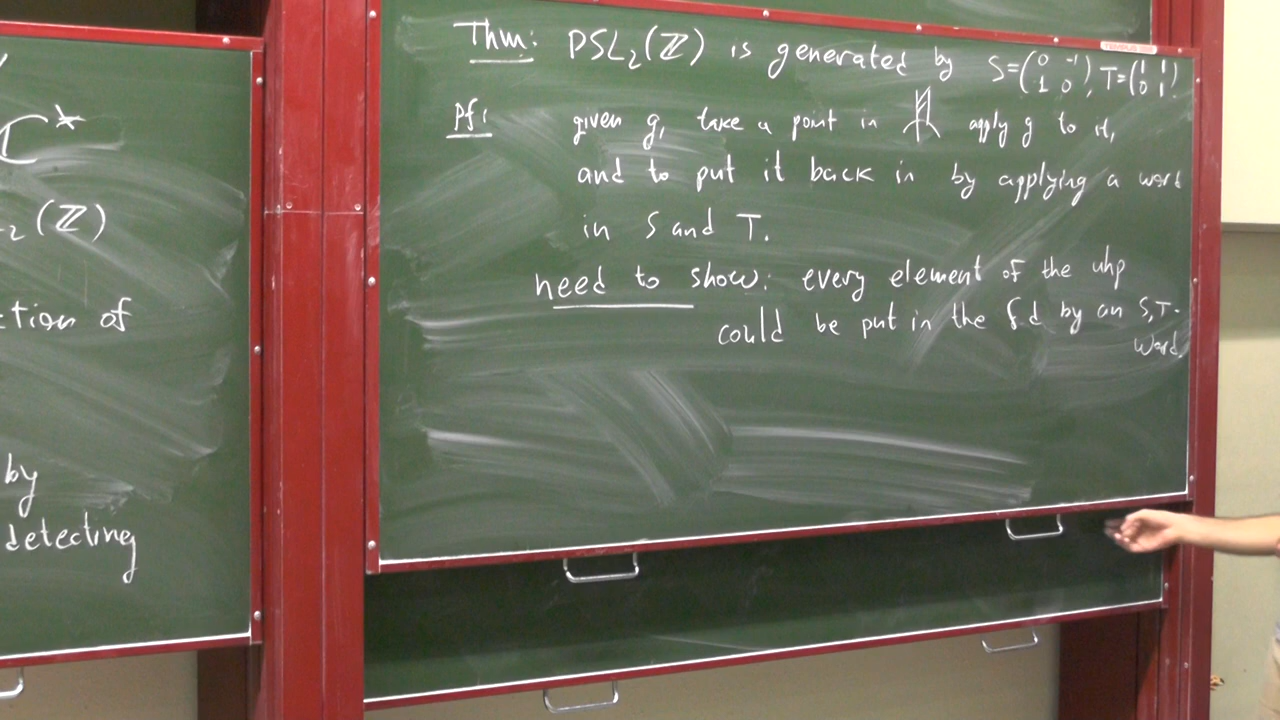 C*
₂(ℤ)
ction of
by
detecting
Thm: PSL₂(ℤ) is generated by S=(0 -1 1 0), T=(1 1 0 1)
Pf: given g, take a point in apply g to it,
and to put it back in by applying a word
in S and T.
need to show: every element of the uhp
could be put in the f d by an S,T-
word.